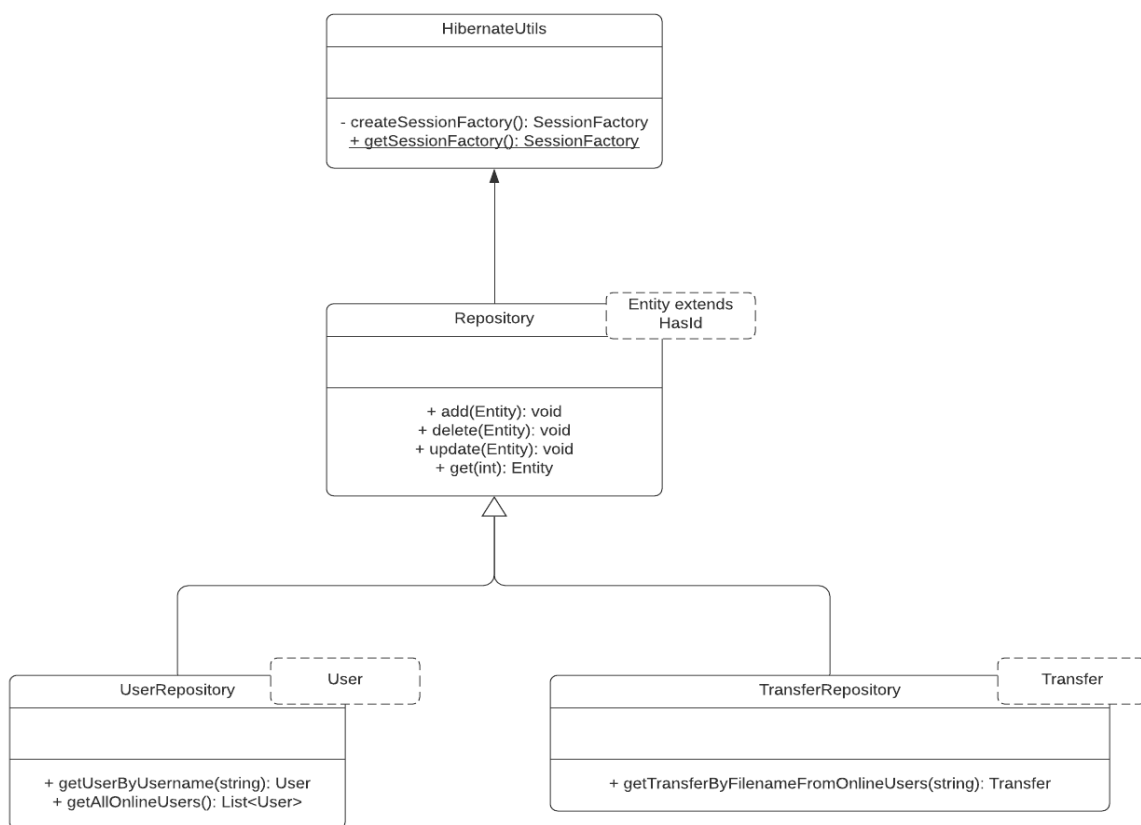 HibernateUtils
- createSessionFactory(): SessionFactory
+ getSessionFactory(): SessionFactory
Entity extends
HasId
Repository
+ add(Entity): void
+ delete(Entity): void
+ update(Entity): void
+ get(int): Entity
User
UserRepository
+ getUserByUsername(string): User
+ getAllOnlineUsers(): List<User>
Transfer
TransferRepository
+ getTransferByFilenameFromOnlineUsers(string): Transfer